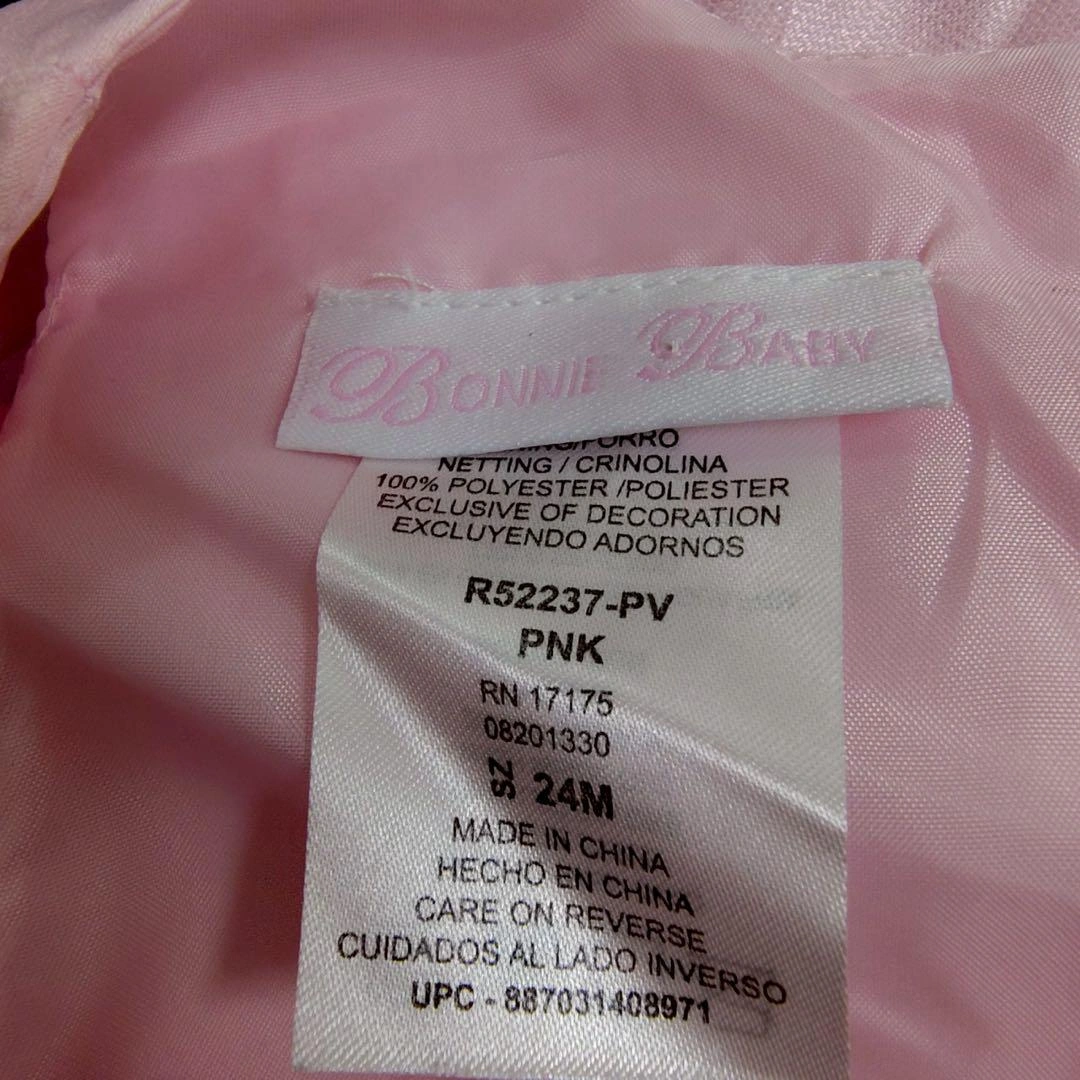 BONNIE BABY
NETTING / CRINOLINA
100% POLYESTER /POLIESTER
EXCLUSIVE OF DECORATION
EXCLUYENDO ADORNOS
R52237-PV
PNK
RN 17175
08201330
SZ 24M
MADE IN CHINA
HECHO EN CHINA
CARE ON REVERSE
CUIDADOS AL LADO INVERSO
UPC - 887031408971